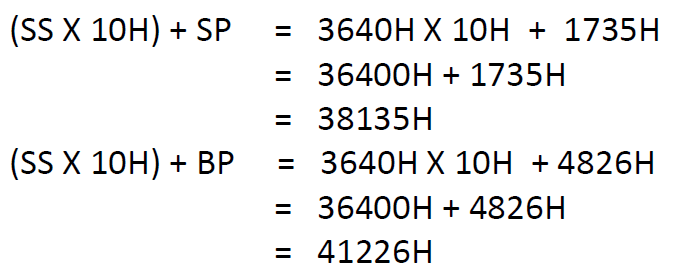 (SS X 10H) + SP = 3640H X 10H + 1735H
= 36400H + 1735H
= 38135H
(SS X 10H) + BP = 3640H X 10H + 4826H
= 36400H + 4826H
= 41226H